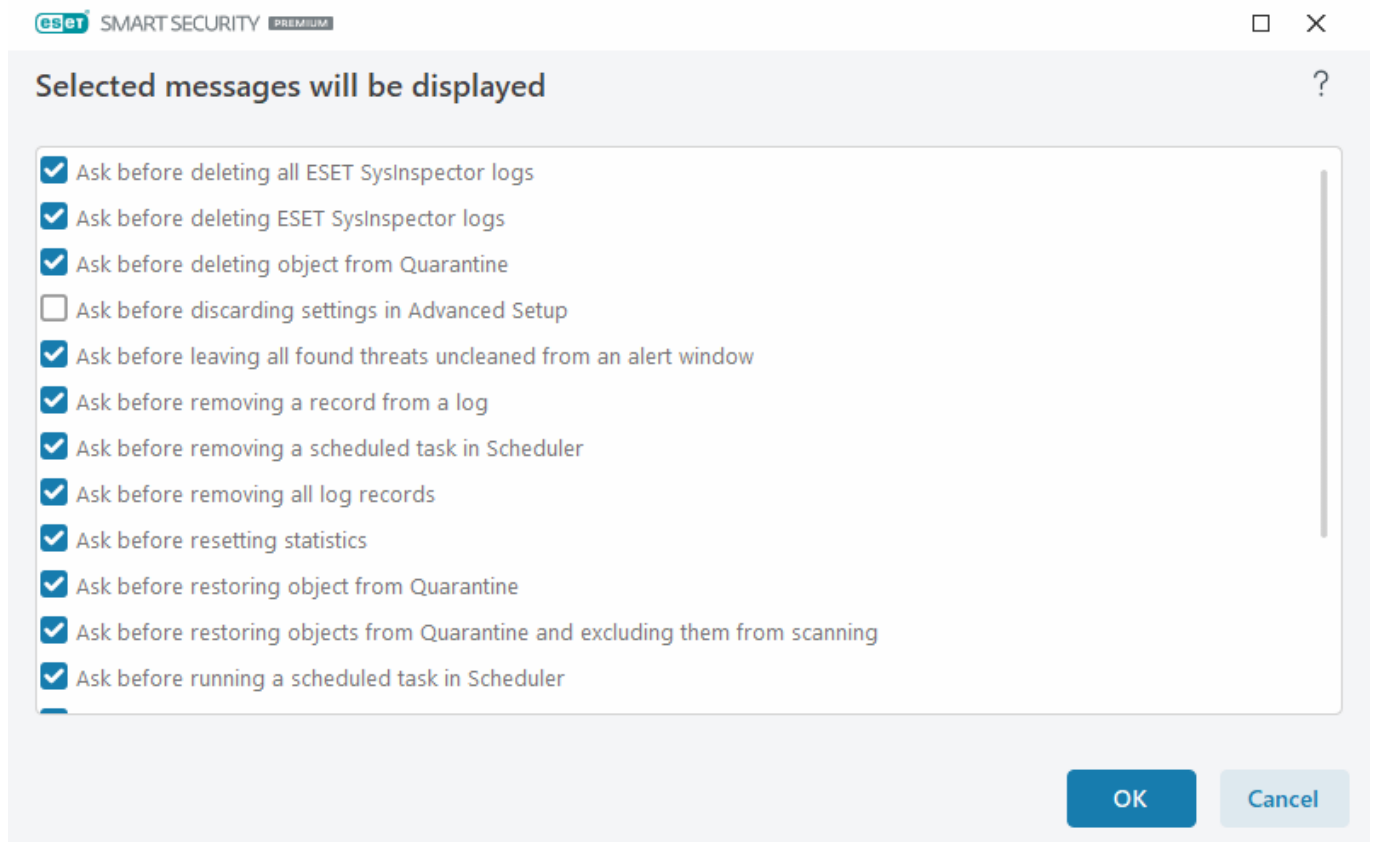 eset SMART SECURITY PREMIUM
Selected messages will be displayed
?
Ask before deleting all ESET SysInspector logs
Ask before deleting ESET SysInspector logs
Ask before deleting object from Quarantine
Ask before discarding settings in Advanced Setup
Ask before leaving all found threats uncleaned from an alert window
Ask before removing a record from a log
Ask before removing a scheduled task in Scheduler
Ask before removing all log records
Ask before resetting statistics
Ask before restoring object from Quarantine
Ask before restoring objects from Quarantine and excluding them from scanning
Ask before running a scheduled task in Scheduler
OK
Cancel